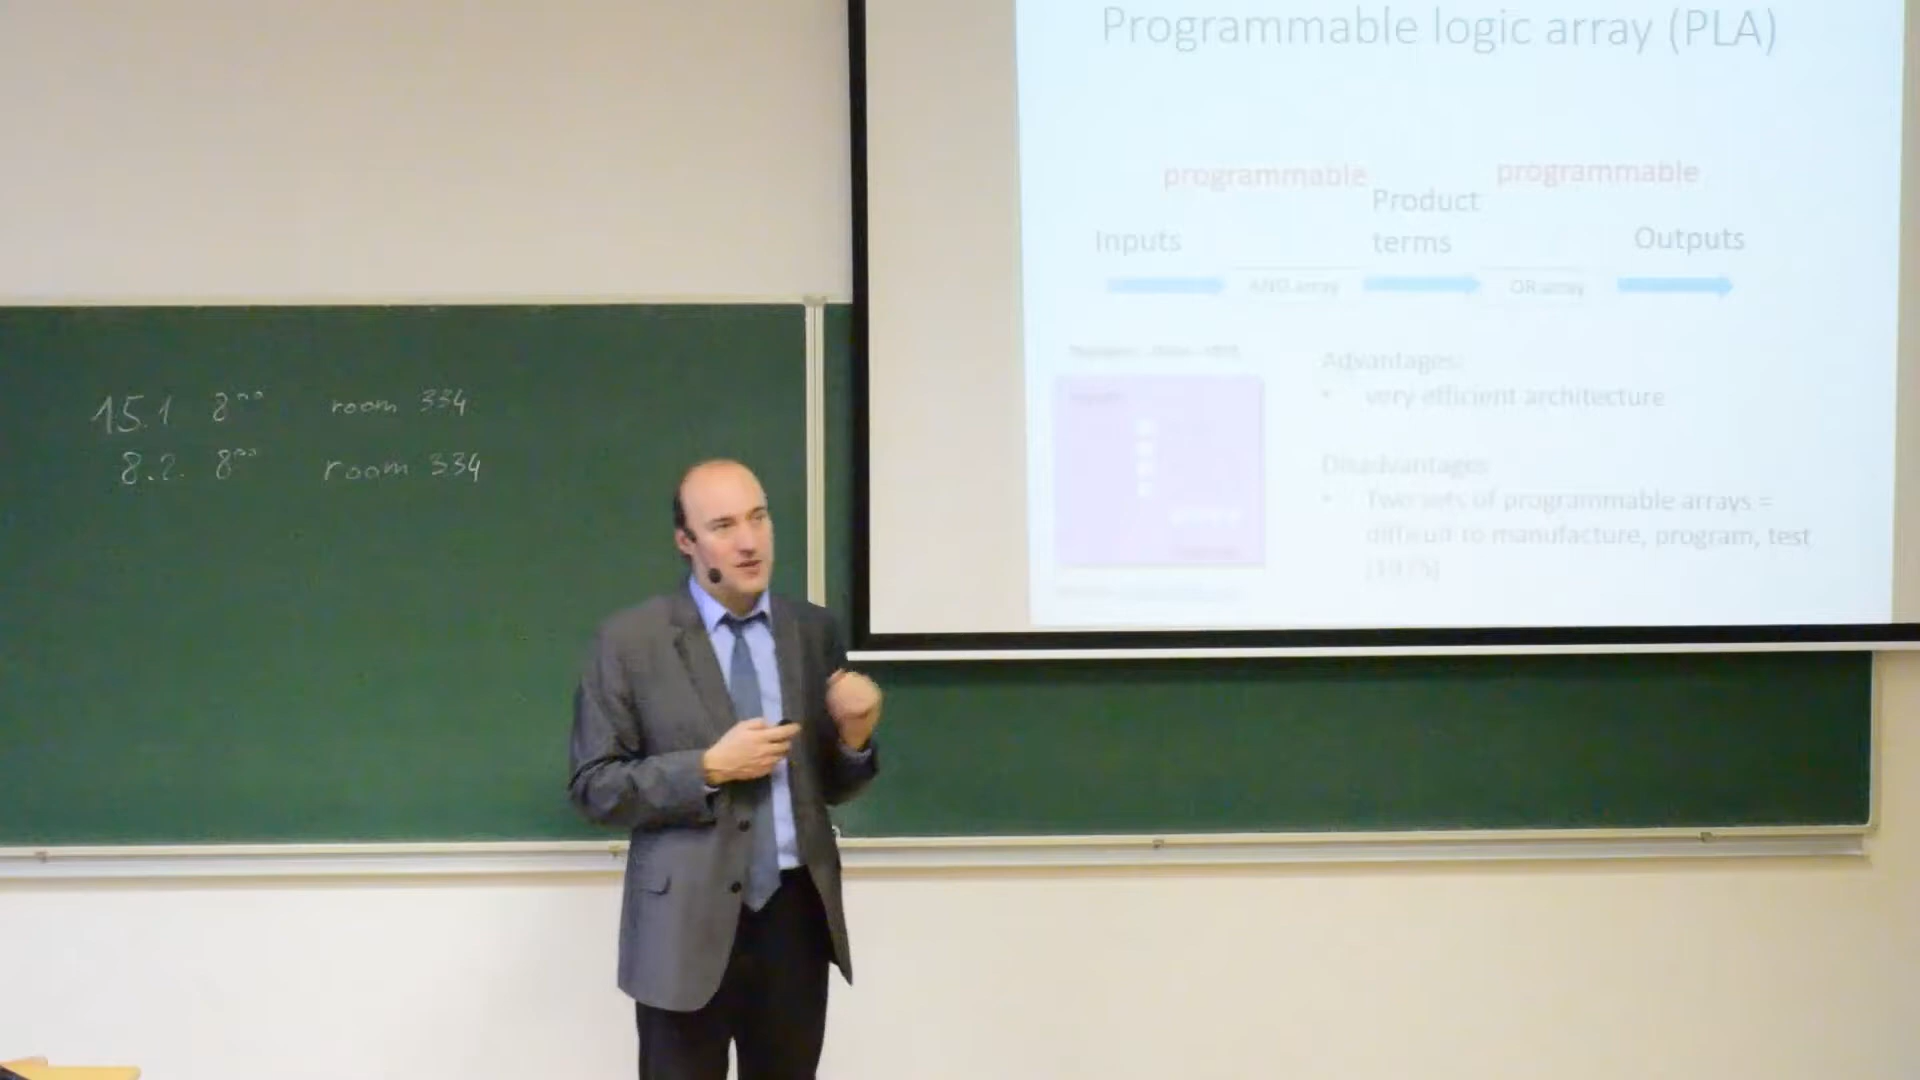 Programmable logic array (PLA)
programmable programmable
Product
terms
Inputs
Outputs
AND array
OR array
Advantages:
• very efficient architecture
Disadvantages
• Two sets of programmable arrays =
difficult to manufacture, program, test
(1975)
15.1 8⁰⁰ room 334
8.2. 8⁰⁰ room 334